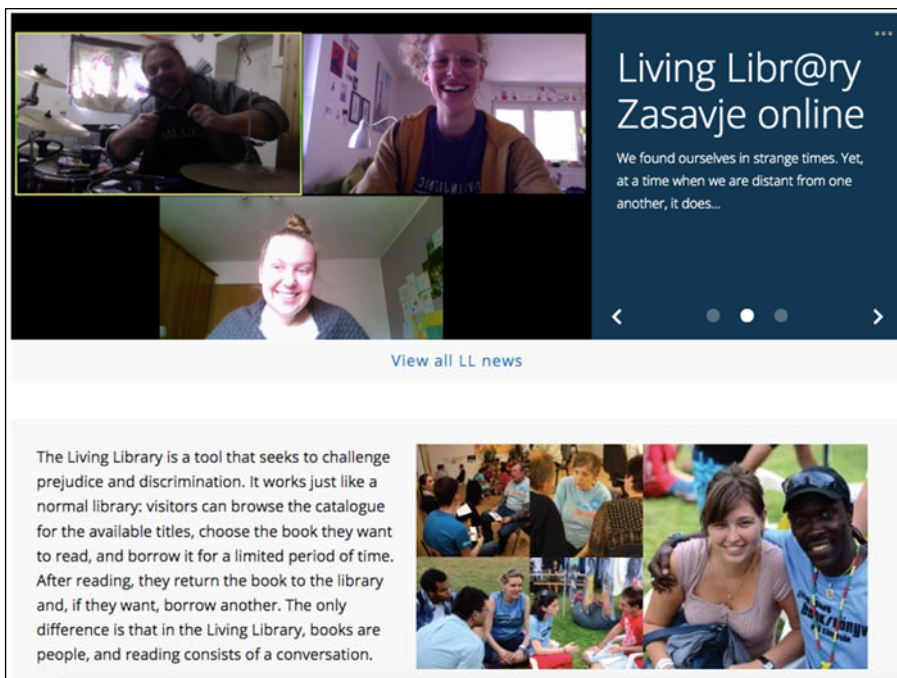 Living Libr@ry
Zasavje online
We found ourselves in strange times. Yet,
at a time when we are distant from one
another, it does...
View all LL news
The Living Library is a tool that seeks to challenge
prejudice and discrimination. It works just like a
normal library: visitors can browse the catalogue
for the available titles, choose the book they want
to read, and borrow it for a limited period of time.
After reading, they return the book to the library
and, if they want, borrow another. The only
difference is that in the Living Library, books are
people, and reading consists of a conversation.